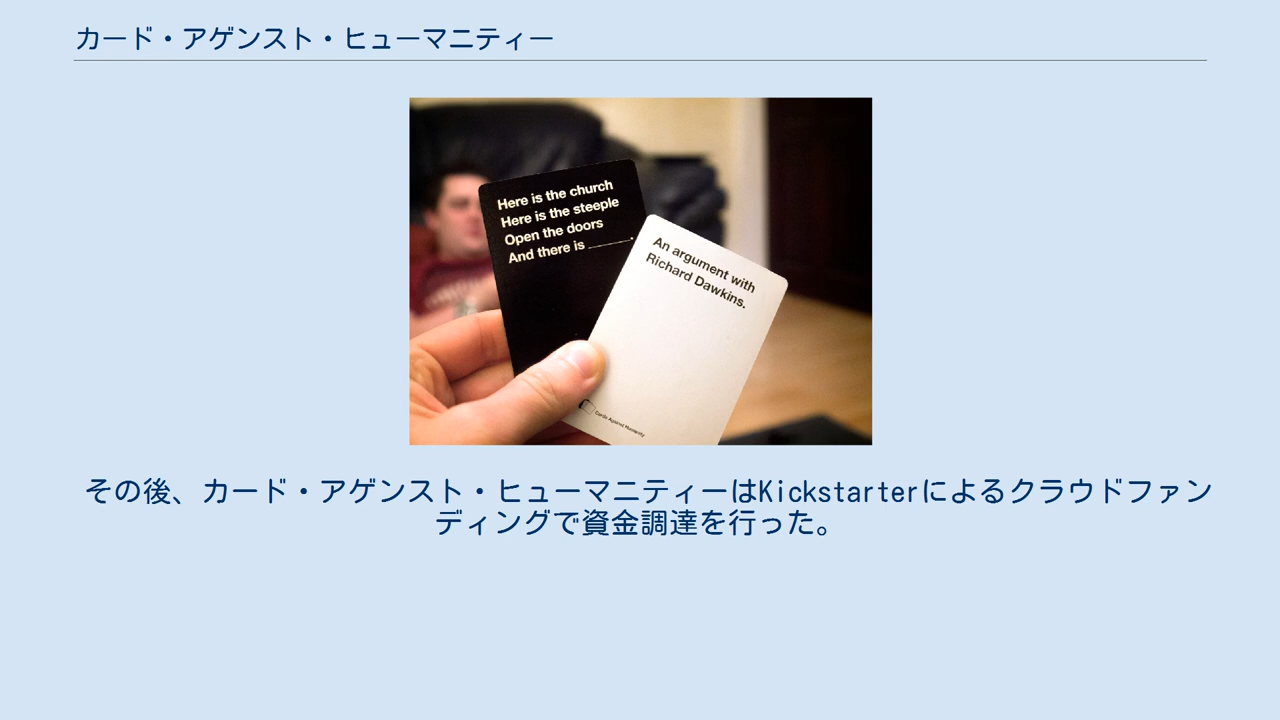 カード・アゲンスト・ヒューマニティー
Here is the church
Here is the steeple
Open the doors
And there is ______.
An argument with
Richard Dawkins.
Cards Against Humanity
その後、カード・アゲンスト・ヒューマニティーはKickstarterによるクラウドファン
ディングで資金調達を行った。